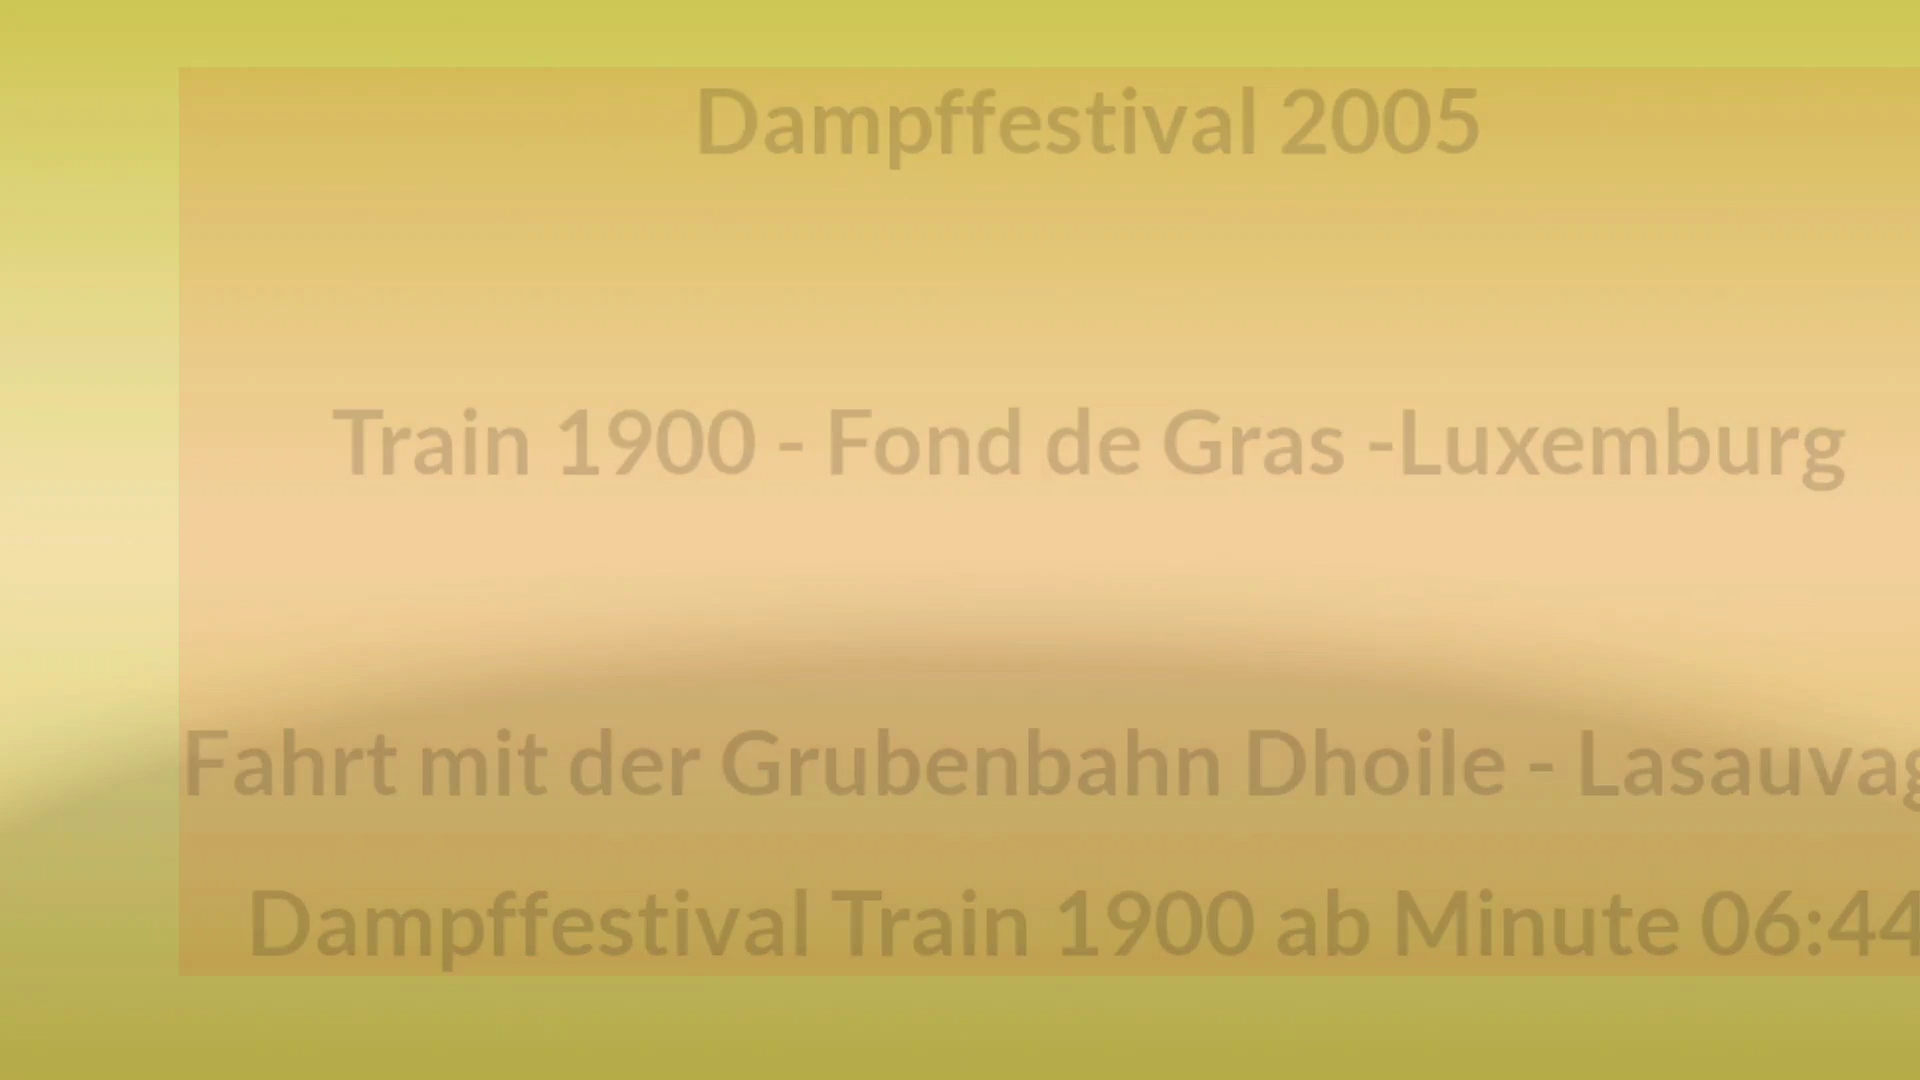 Dampffestival 2005
Train 1900 - Fond de Gras -Luxemburg
Fahrt mit der Grubenbahn Dhoile - Lasauvag
Dampffestival Train 1900 ab Minute 06:44